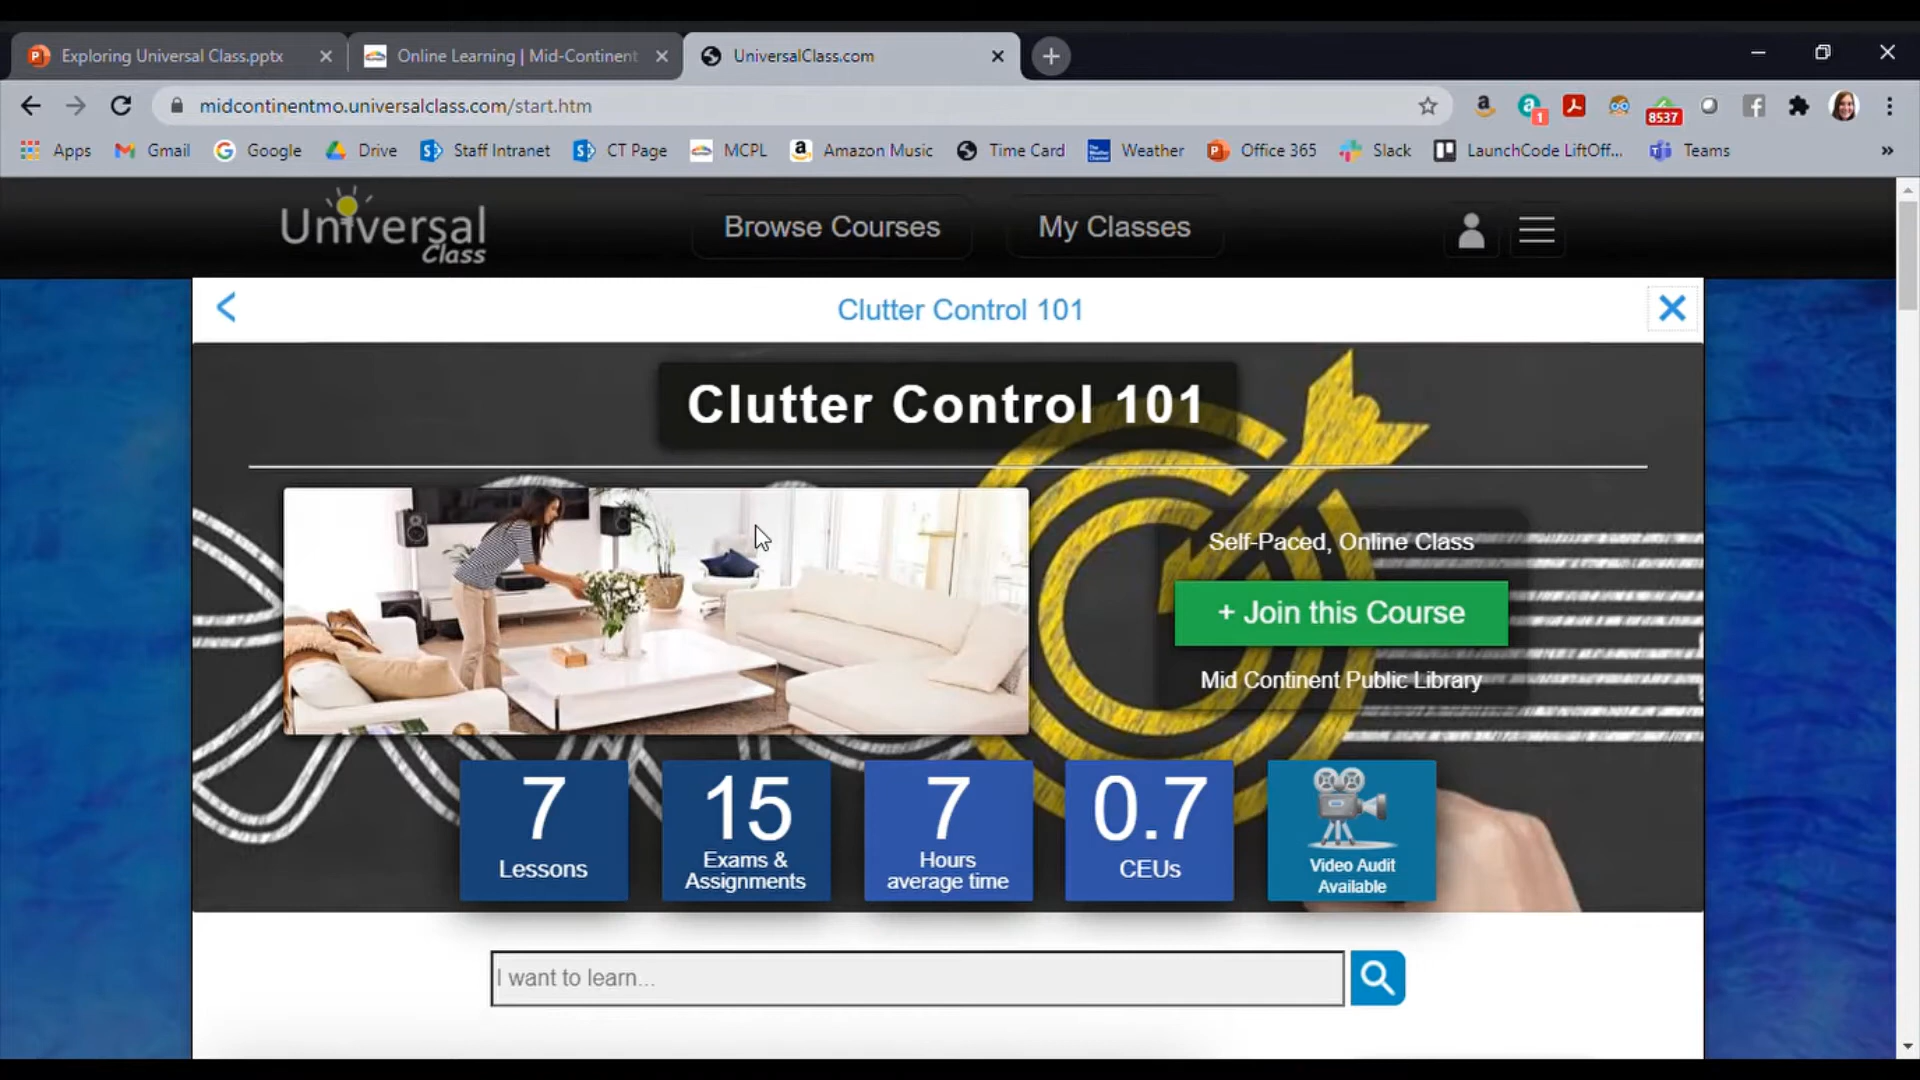 Exploring Universal Class.pptx
Online Learning | Mid-Continent
UniversalClass.com
midcontinentmo.universalclass.com/start.htm
1
8537
Apps
Gmail
Google
Drive
Staff Intranet
CT Page
MCPL
Amazon Music
Time Card
Weather
Office 365
Slack
LaunchCode LiftOff...
Teams
»
Universal
Class
Browse Courses
My Classes
Clutter Control 101
Clutter Control 101
Self-Paced, Online Class
+ Join this Course
Mid Continent Public Library
7
Lessons
15
Exams &
Assignments
7
Hours
average time
0.7
CEUs
Video Audit
Available
I want to learn...